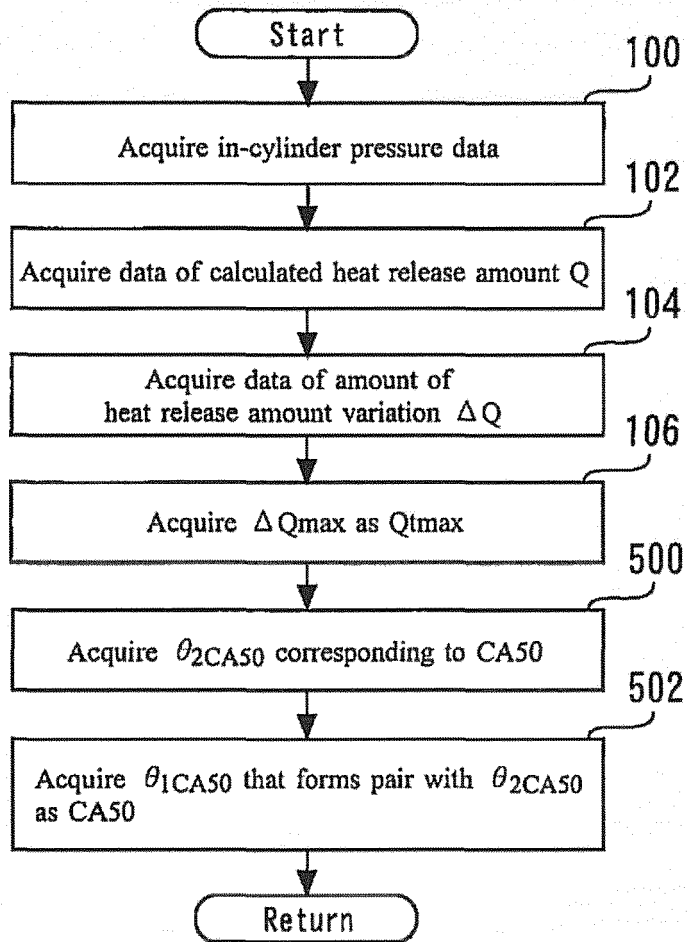 Start
100
Acquire in-cylinder pressure data
102
Acquire data of calculated heat release amount Q
104
Acquire data of amount of
heat release amount variation ΔQ
106
Acquire ΔQmax as Qtmax
500
Acquire θ2CA50 corresponding to CA50
502
Acquire θ1CA50 that forms pair with θ2CA50
as CA50
Return